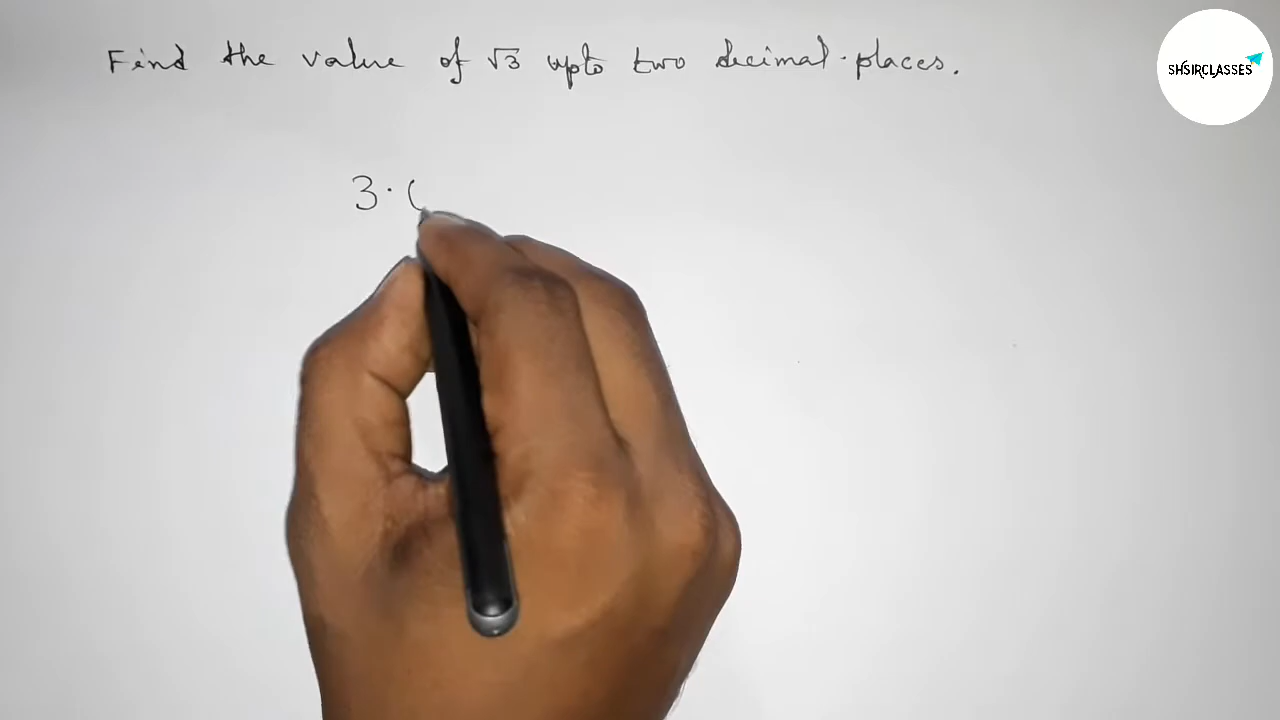 Find the value of √3 upto two decimal places.
SHSIRCLASSES
3.